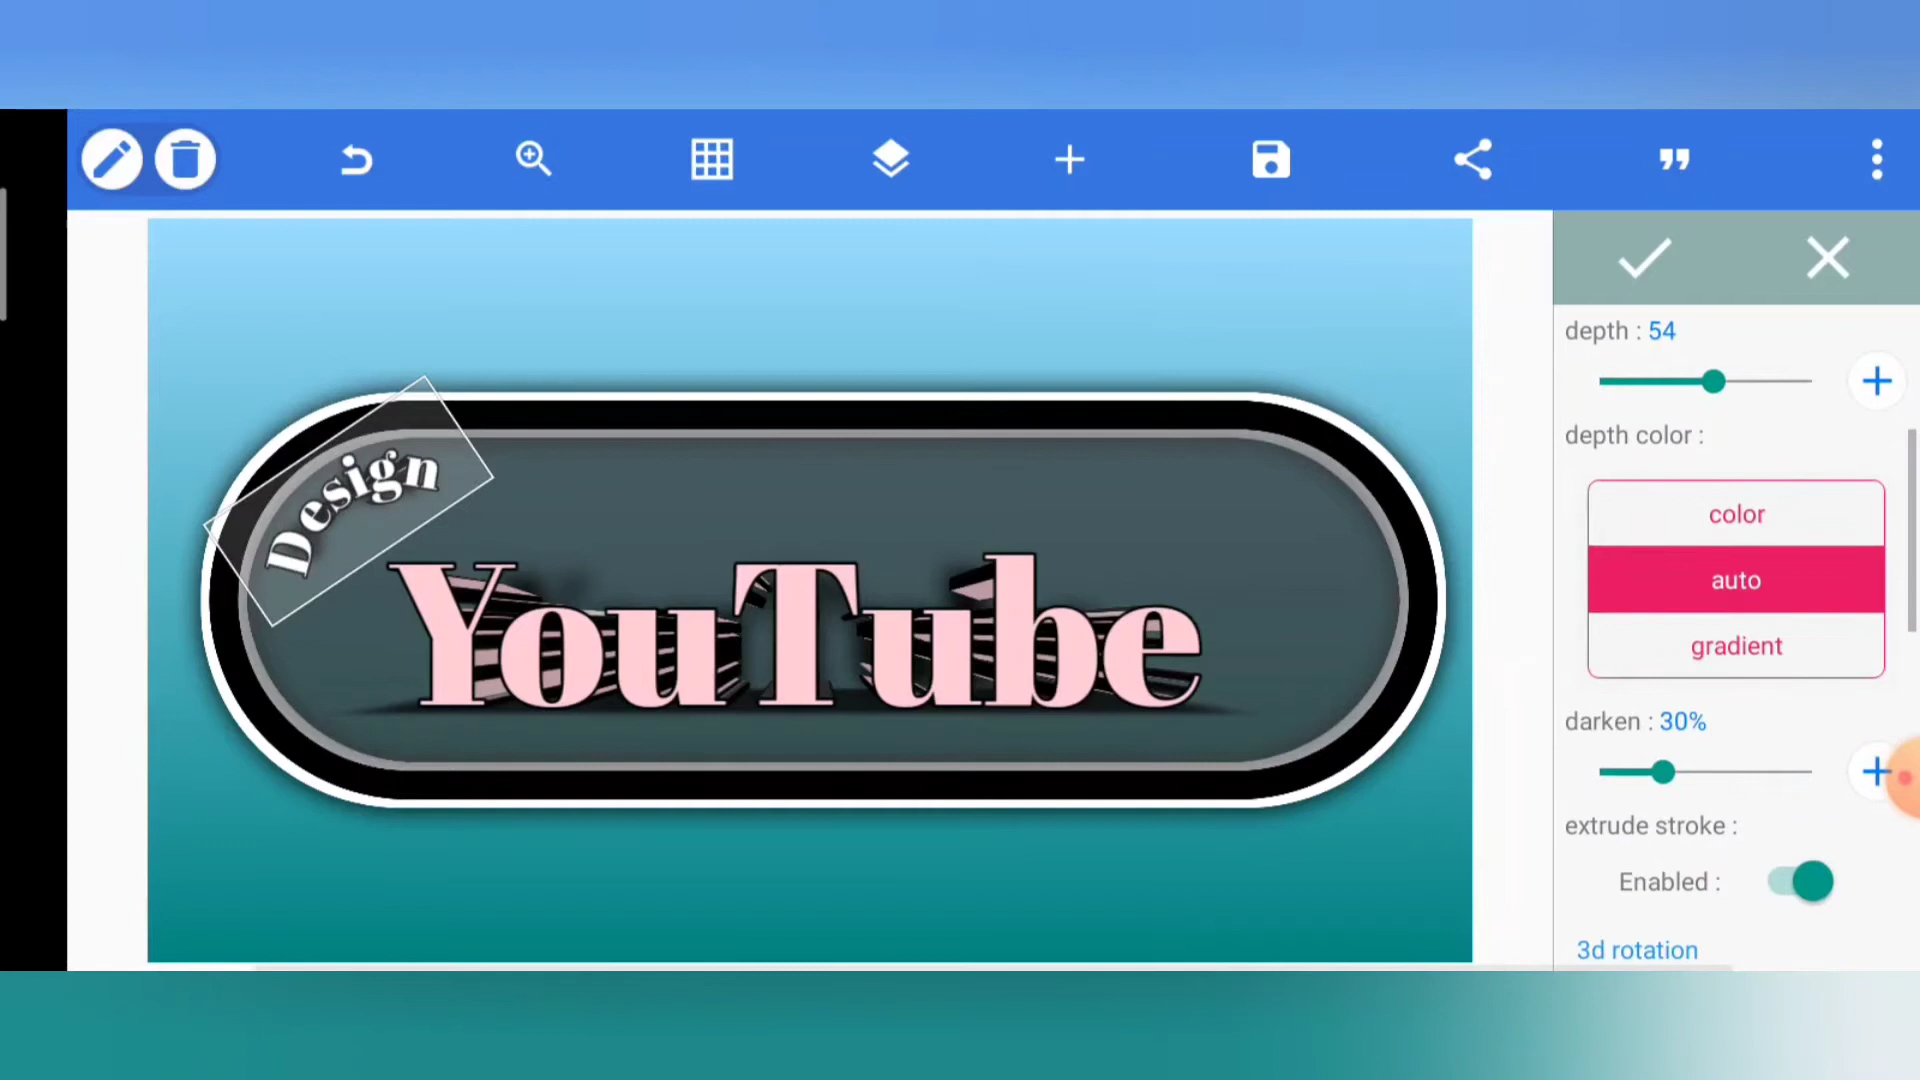 Design
YouTube
depth : 54
depth color :
color
auto
gradient
darken : 30%
extrude stroke :
Enabled :
3d rotation